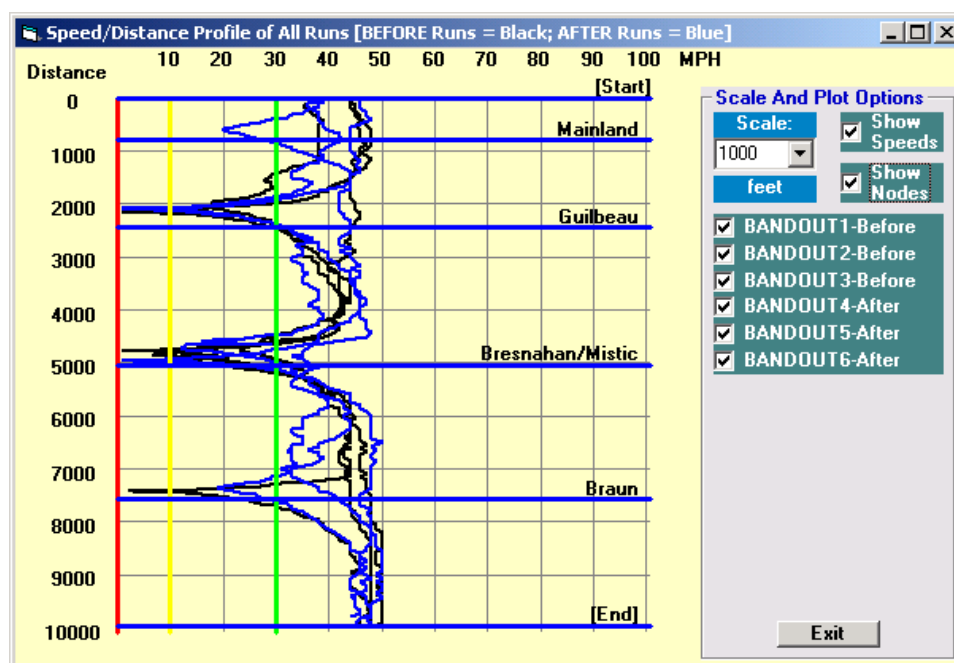 Speed/Distance Profile of All Runs [BEFORE Runs = Black; AFTER Runs = Blue]
10 20 30 40 50 60 70 80 90 100 MPH
Distance
[Start]
0
Mainland
1000
2000
Guilbeau
3000
4000
Bresnahan/Mistic
5000
6000
7000
Braun
8000
9000
[End]
10000
Scale And Plot Options
Scale:
1000
feet
Show
Speeds
Show
Nodes
BANDOUT1-Before
BANDOUT2-Before
BANDOUT3-Before
BANDOUT4-After
BANDOUT5-After
BANDOUT6-After
Exit